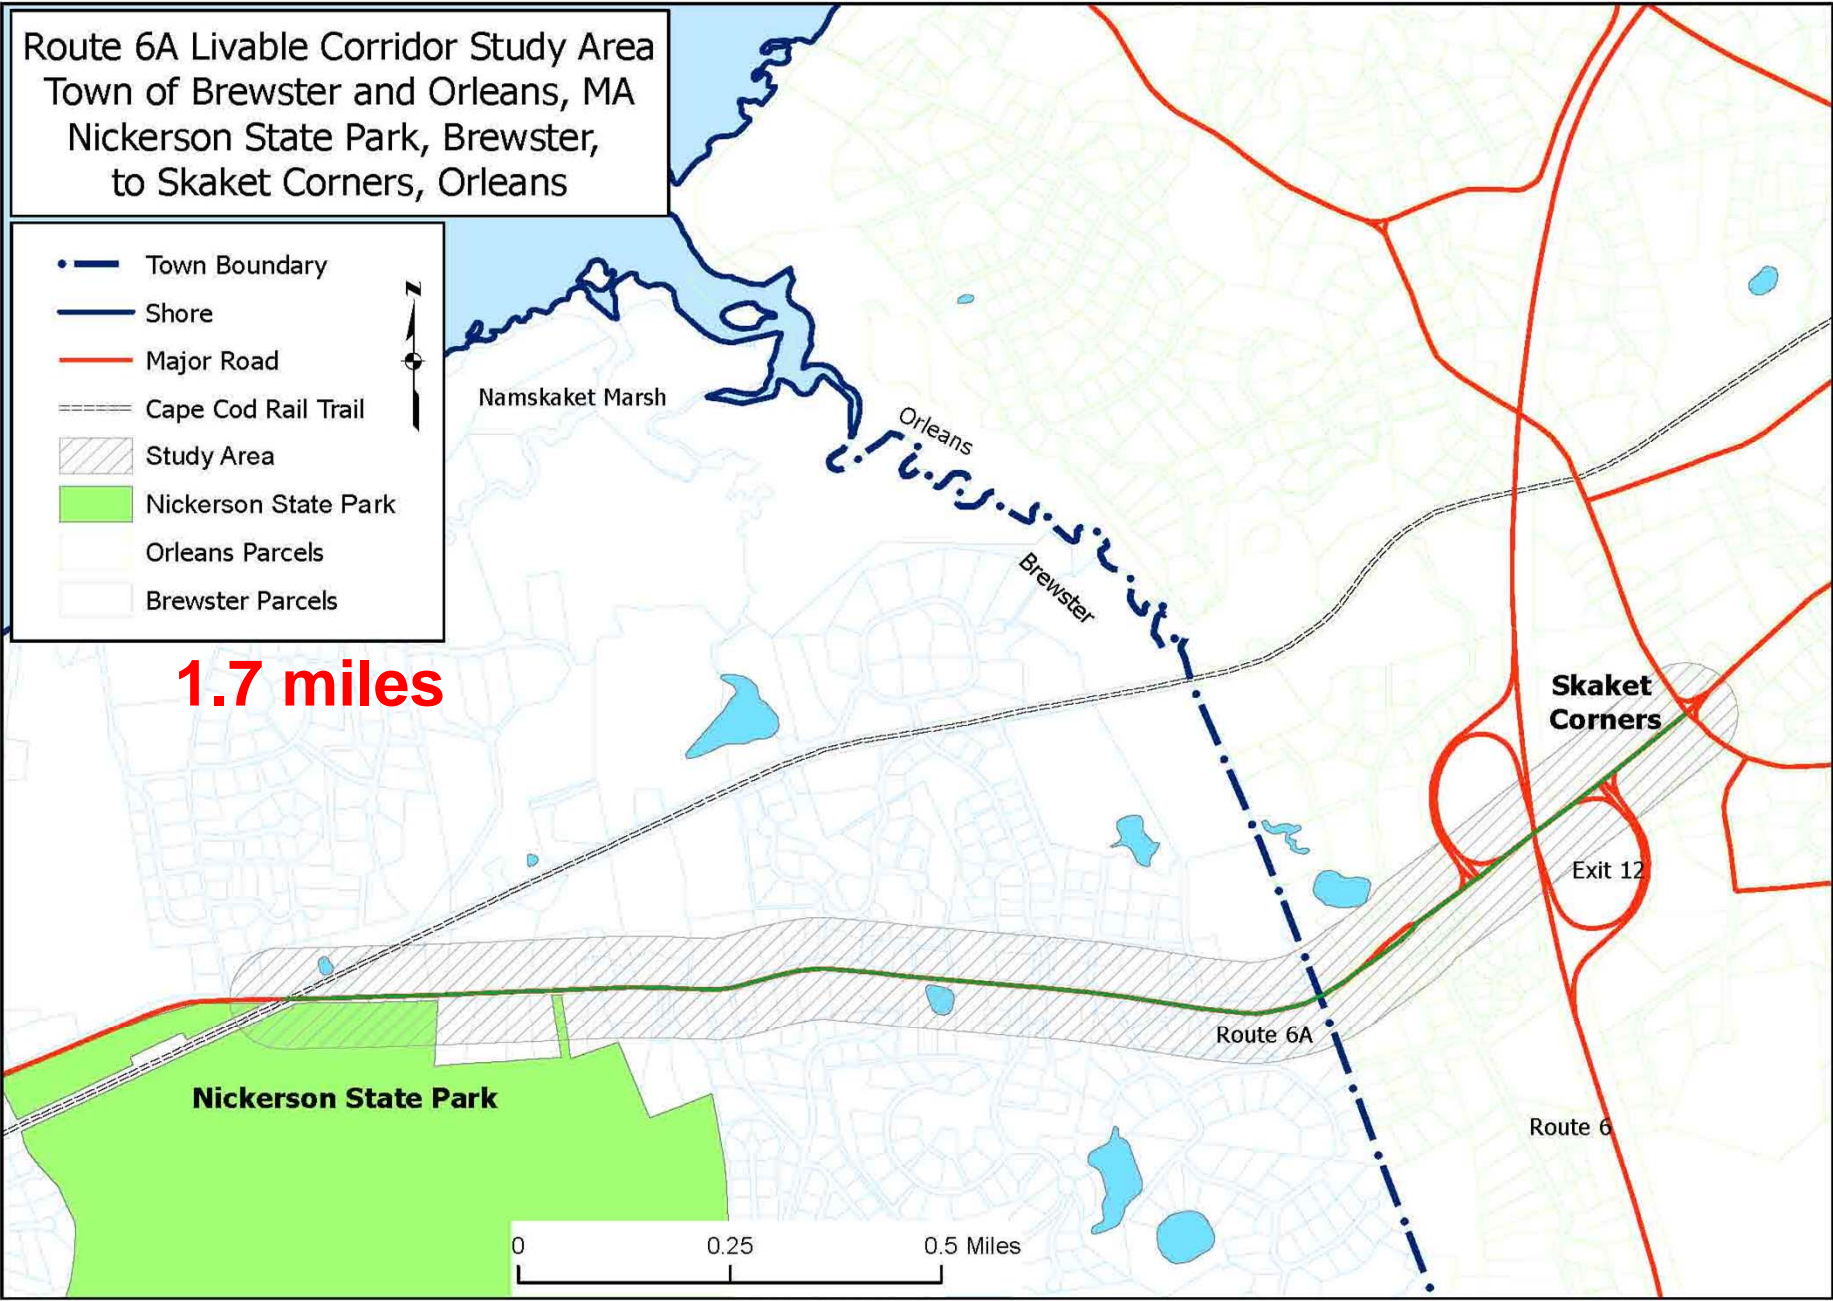 Route 6A Livable Corridor Study Area
Town of Brewster and Orleans, MA
Nickerson State Park, Brewster,
to Skaket Corners, Orleans
Town Boundary
Shore
Major Road
Cape Cod Rail Trail
Study Area
Nickerson State Park
Orleans Parcels
Brewster Parcels
N
1.7 miles
Namskaket Marsh
Orleans
Brewster
Skaket
Corners
Exit 12
Route 6A
Route 6
Nickerson State Park
0 0.25 0.5 Miles